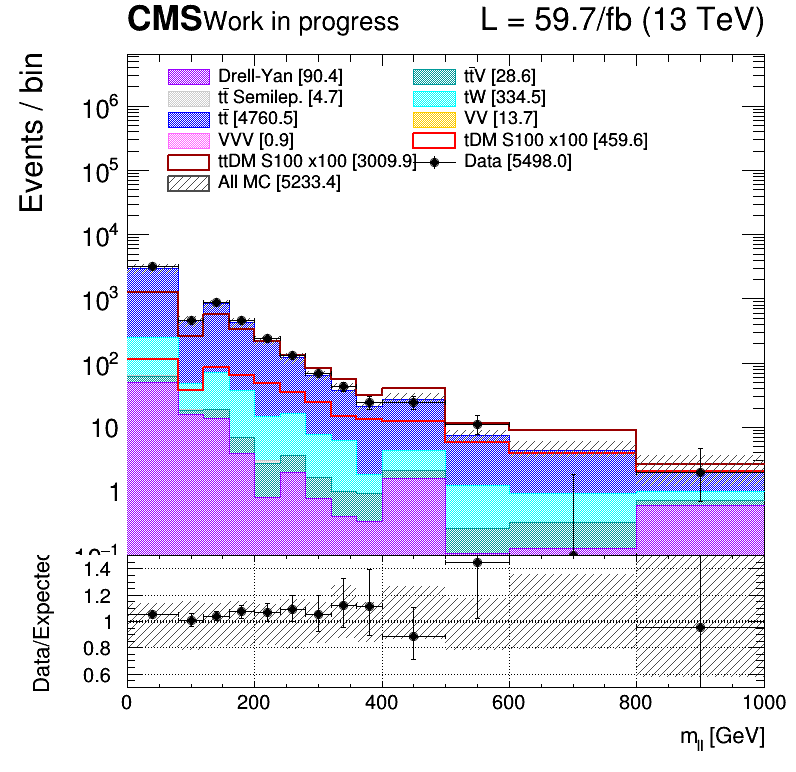 CMS Work in progress L = 59.7/fb (13 TeV)
Events / bin
Drell-Yan [90.4] tt̄V [28.6]
tt̄ Semilep. [4.7] tW [334.5]
tt̄ [4760.5] VV [13.7]
VVV [0.9] tDM S100 x100 [459.6]
ttDM S100 x100 [3009.9] Data [5498.0]
All MC [5233.4]
10⁶
10⁵
10⁴
10³
10²
10
1
10⁻¹
Data/Expected
1.4
1.2
1
0.8
0.6
0 200 400 600 800 1000
m_ll [GeV]